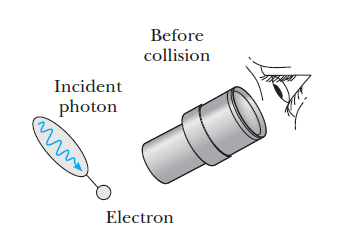 Before
collision
Incident
photon
Electron